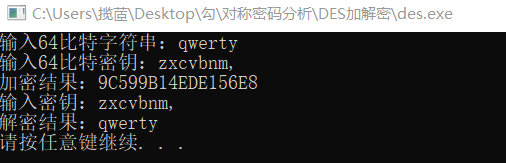 C:\Users\揽蓝\Desktop\勾\对称密码分析\DES加解密\des.exe
输入64比特字符串：qwerty
输入64比特密钥：zxcvbnm,
加密结果：9C599B14EDE156E8
输入密钥：zxcvbnm,
解密结果：qwerty
请按任意键继续. . .